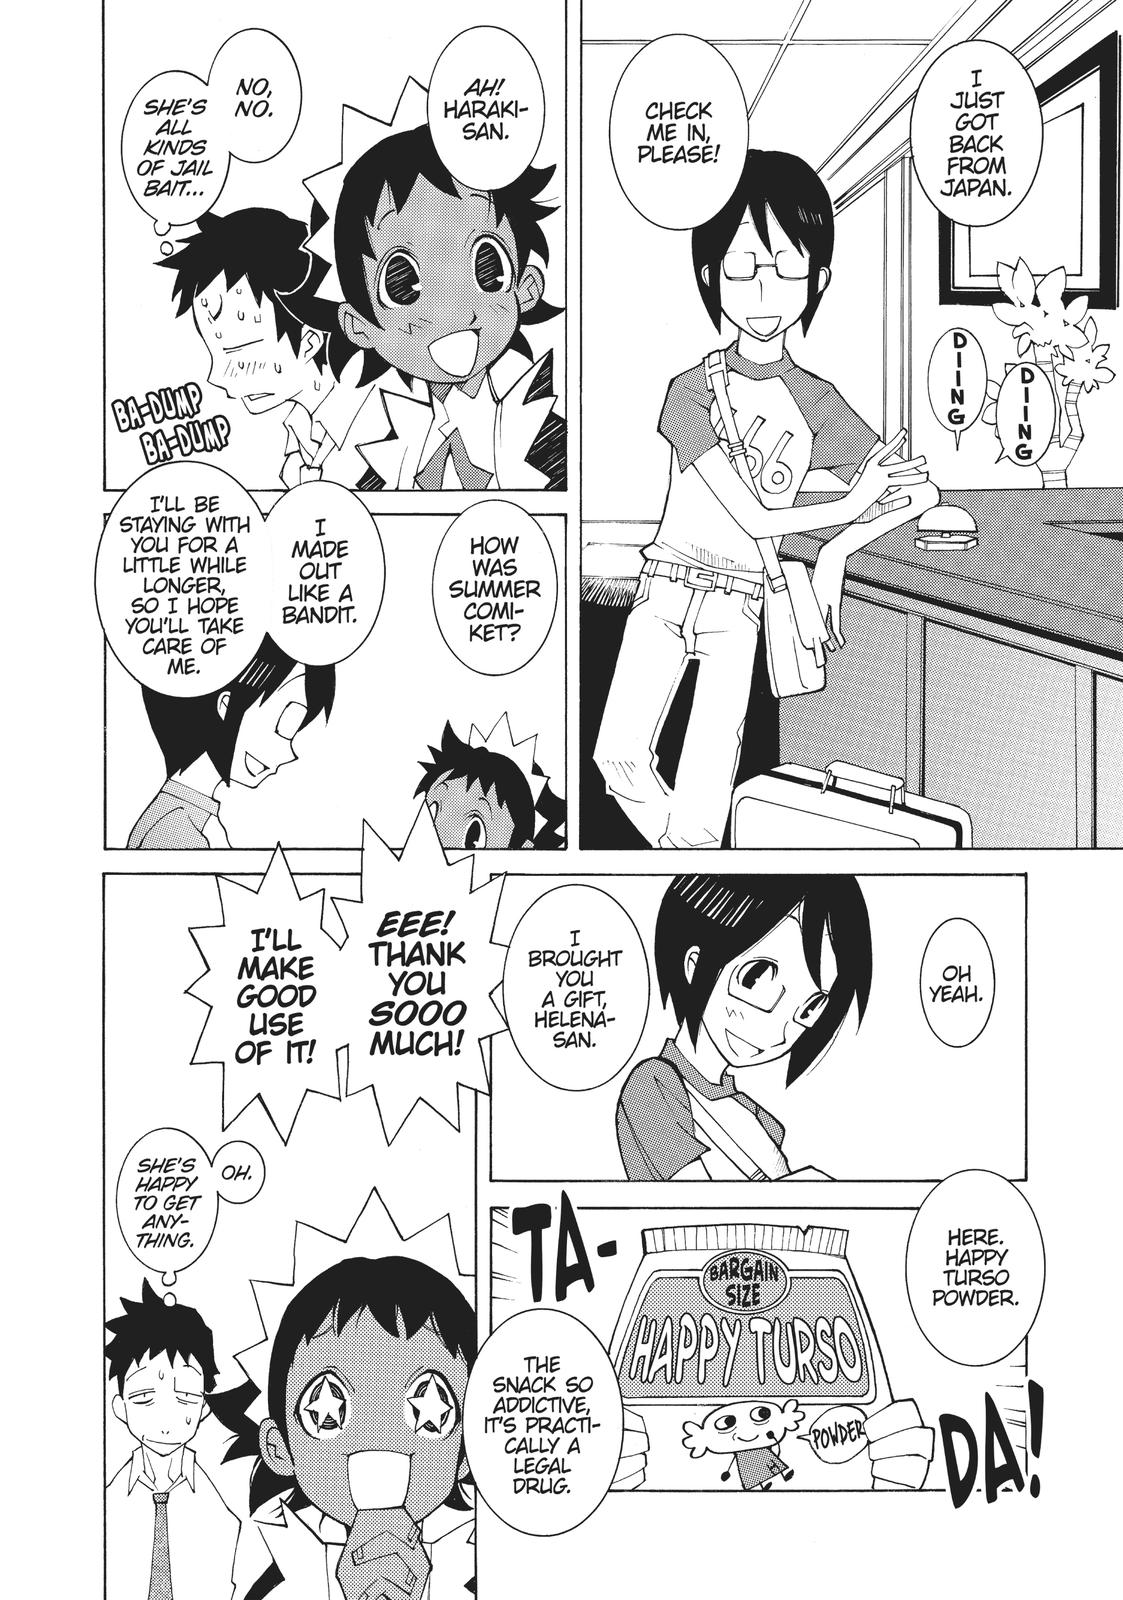 I
JUST
GOT
BACK
FROM
JAPAN.
CHECK
ME IN,
PLEASE!
66
DIING
DIING
AH!
HARAKI-
SAN.
NO,
NO.
SHE'S
ALL
KINDS
OF JAIL
BAIT...
BA-DUMP
BA-DUMP
HOW
WAS
SUMMER
COMI-
KET?
I
MADE
OUT
LIKE A
BANDIT.
I'LL BE
STAYING WITH
YOU FOR A
LITTLE WHILE
LONGER,
SO I HOPE
YOU'LL TAKE
CARE OF
ME.
OH
YEAH.
I
BROUGHT
YOU
A GIFT,
HELENA-
SAN.
HERE.
HAPPY
TURSO
POWDER.
TA-
DA!
BARGAIN
SIZE
HAPPY TURSO
POWDER
THE
SNACK SO
ADDICTIVE,
IT'S PRACTI-
CALLY A
LEGAL
DRUG.
EEE!
THANK
YOU
SOOO
MUCH!
I'LL
MAKE
GOOD
USE
OF IT!
OH.
SHE'S
HAPPY
TO GET
ANY-
THING.